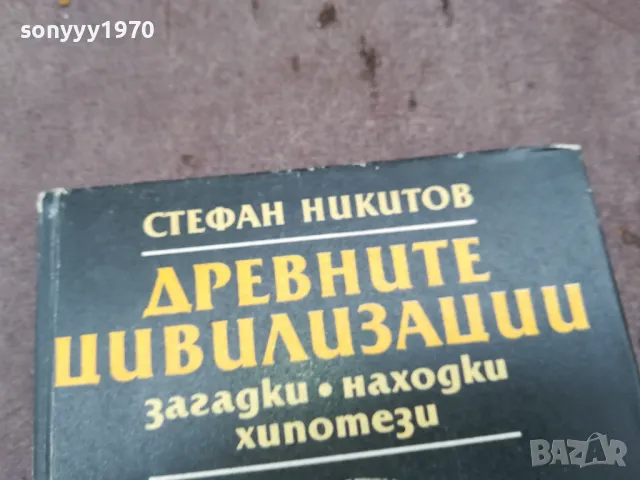 sonyyy1970
СТЕФАН НИКИТОВ
ДРЕВНИТЕ
ЦИВИЛИЗАЦИИ
загадки • находки
хипотези
BAZAR